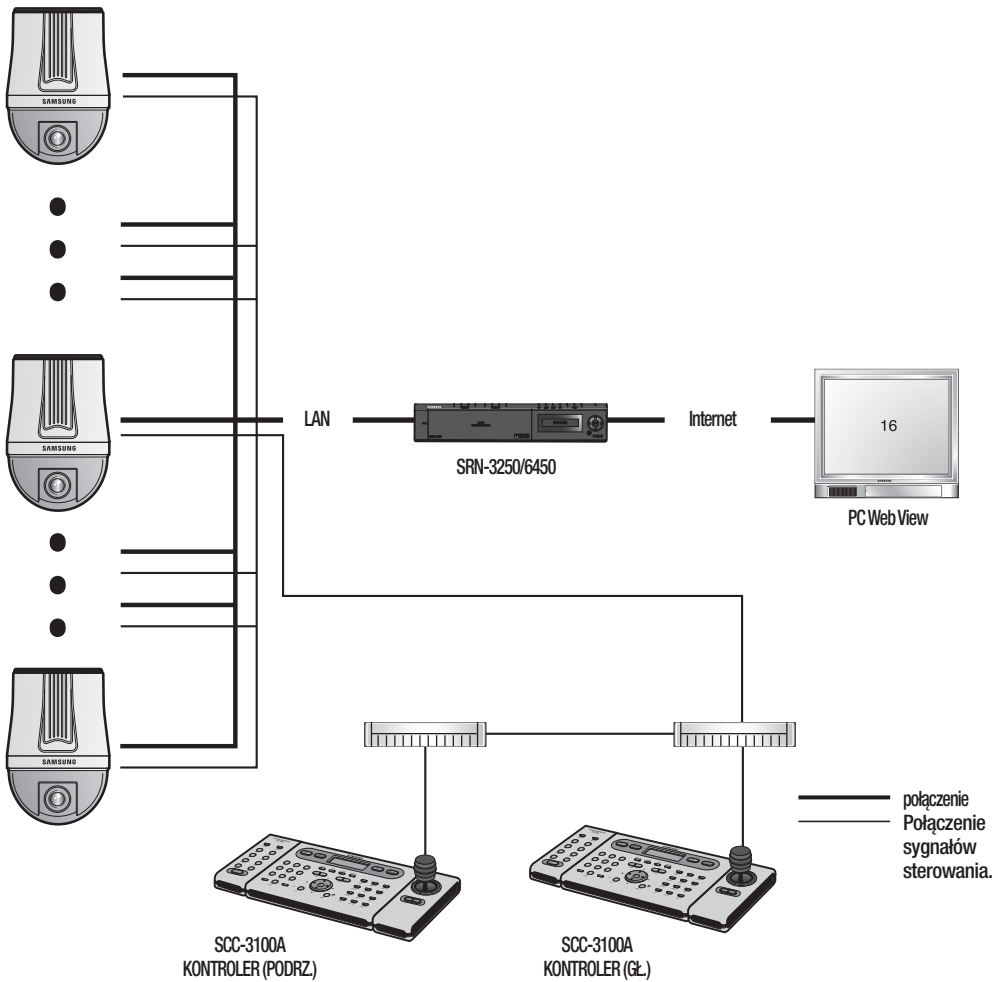 SAMSUNG
SAMSUNG
LAN
Internet
16
SRN-3250/6450
PC Web View
SAMSUNG
połączenie
Połączenie
sygnałów
sterowania.
SCC-3100A
KONTROLER (PODRZ.)
SCC-3100A
KONTROLER (GŁ.)